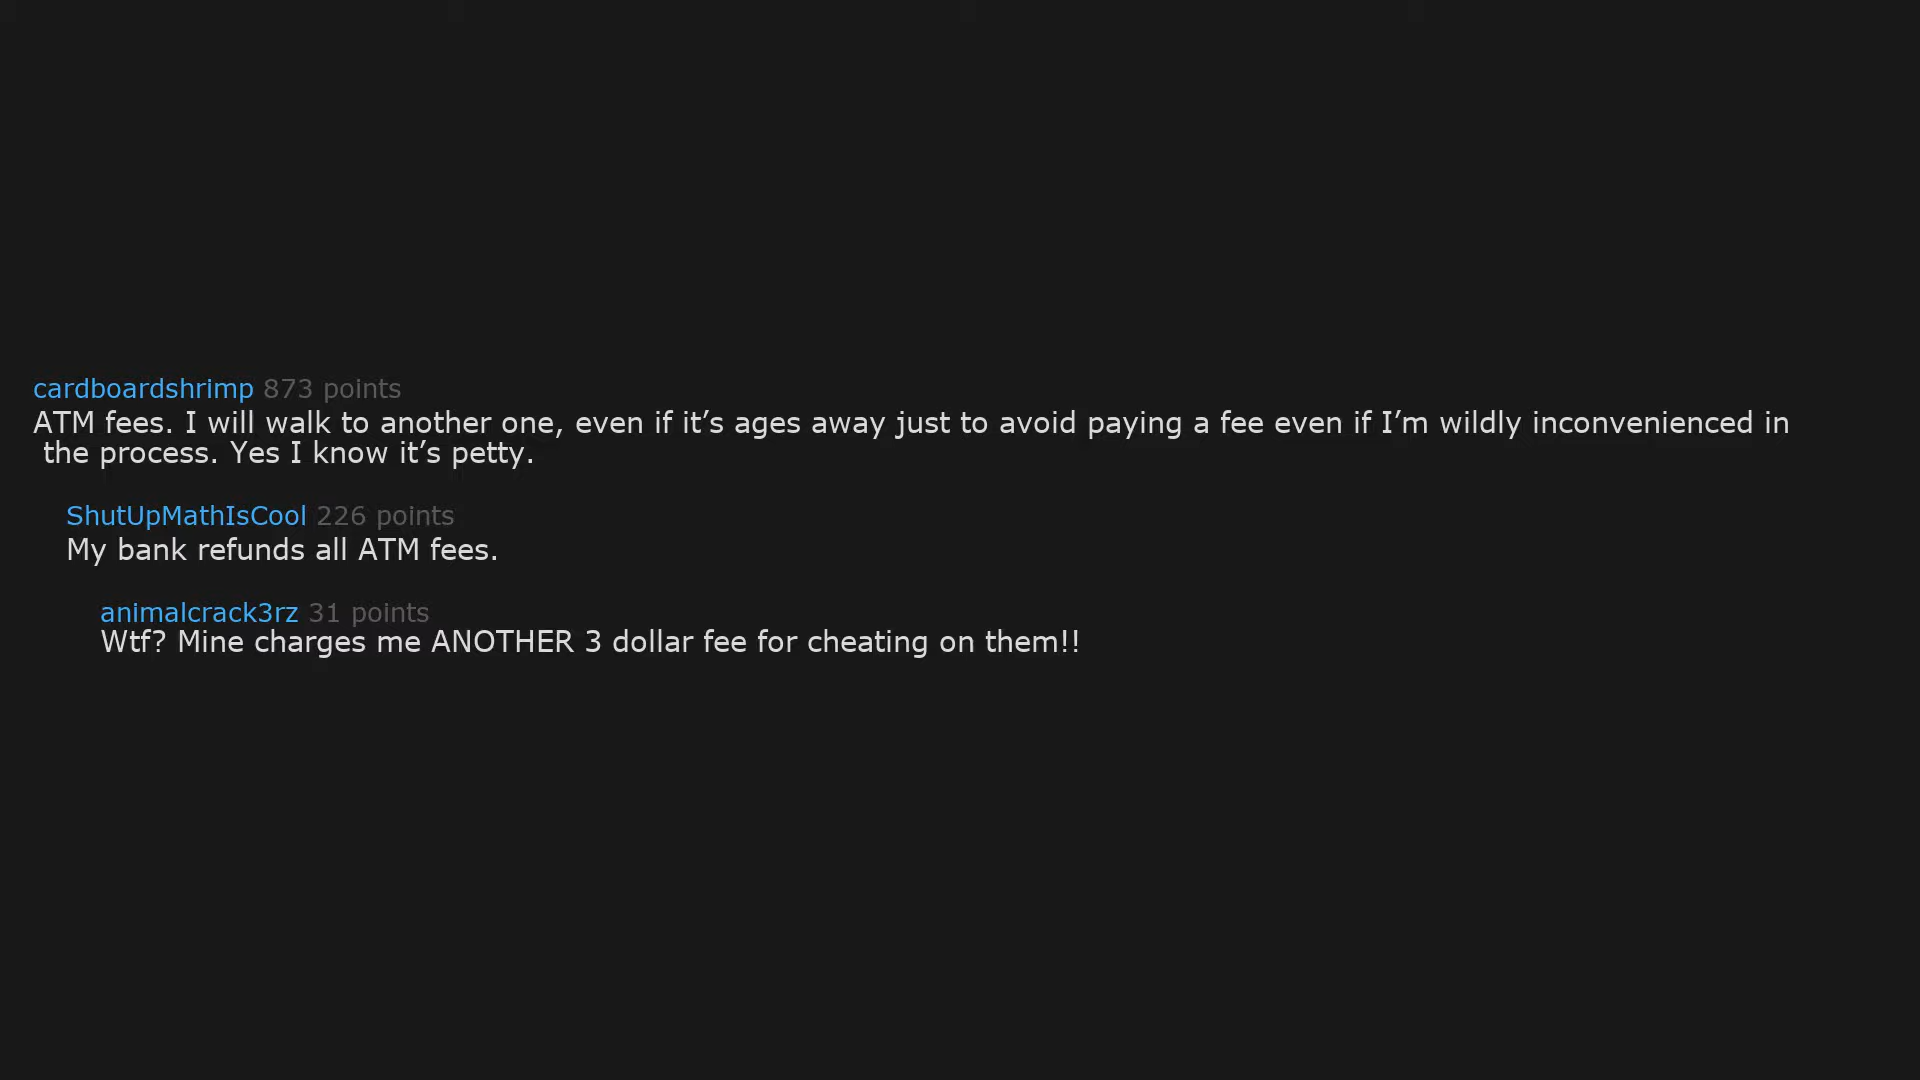 cardboardshrimp 873 points
ATM fees. I will walk to another one, even if it’s ages away just to avoid paying a fee even if I’m wildly inconvenienced in
the process. Yes I know it’s petty.
ShutUpMathIsCool 226 points
My bank refunds all ATM fees.
animalcrack3rz 31 points
Wtf? Mine charges me ANOTHER 3 dollar fee for cheating on them!!